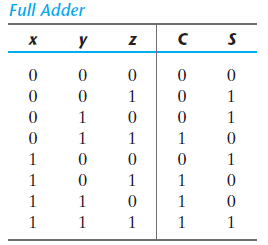 Full Adder
x y z C S
0 0 0 0 0
0 0 1 0 1
0 1 0 0 1
0 1 1 1 0
1 0 0 0 1
1 0 1 1 0
1 1 0 1 0
1 1 1 1 1